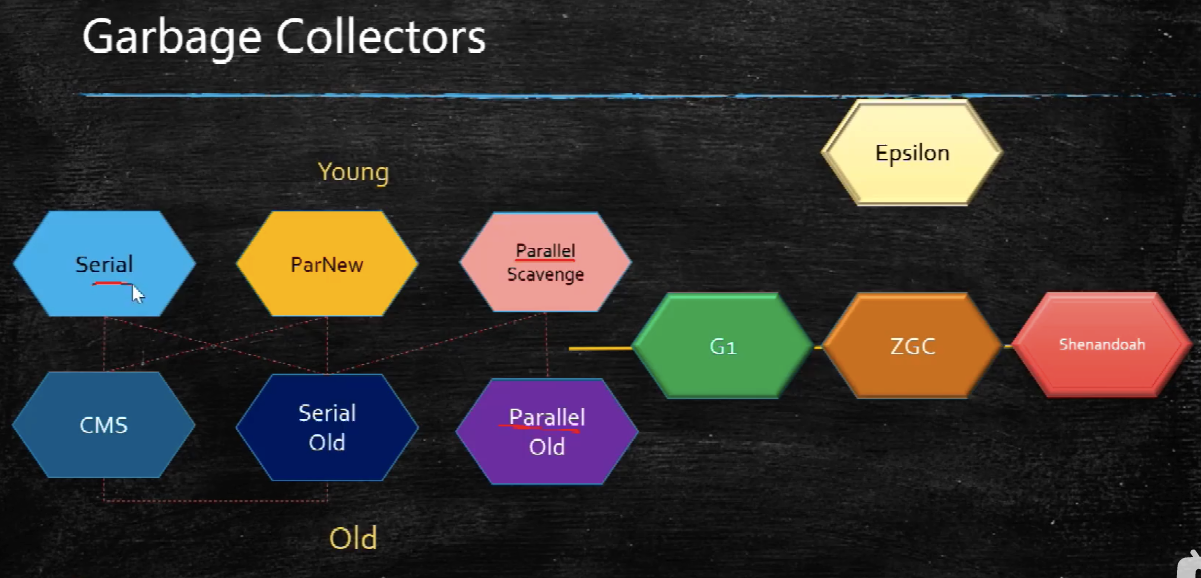 Garbage Collectors
Epsilon
Young
Serial
ParNew
Parallel
Scavenge
G1
ZGC
Shenandoah
CMS
Serial
Old
Parallel
Old
Old